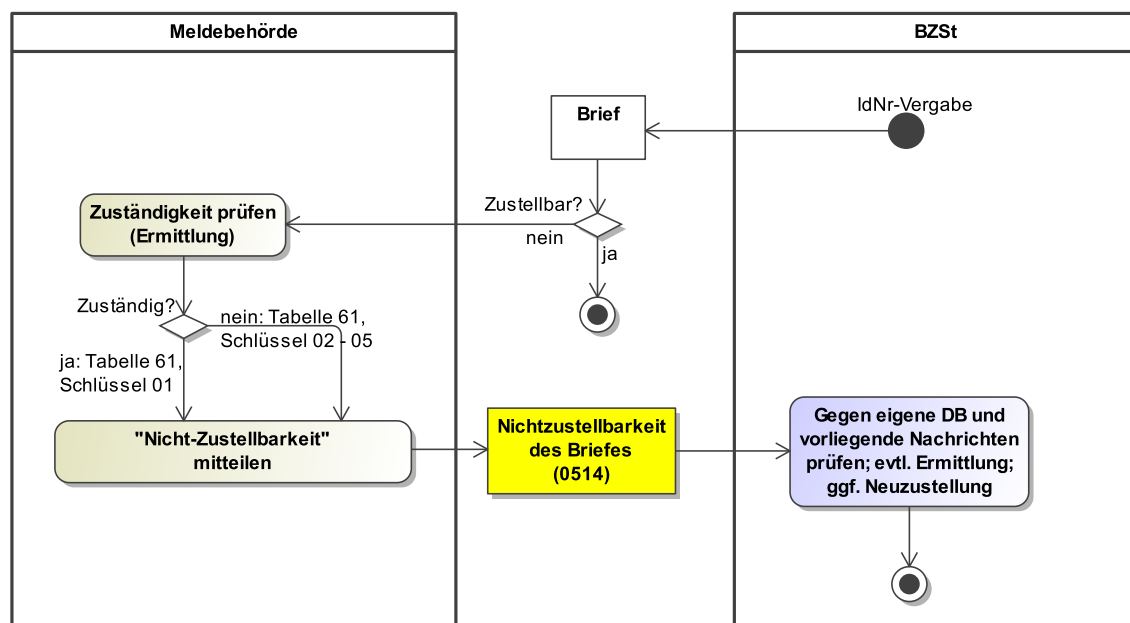 Meldebehörde
BZSt
IdNr-Vergabe
Brief
Zustellbar?
nein
ja
Zuständigkeit prüfen
(Ermittlung)
Zuständig?
nein: Tabelle 61,
Schlüssel 02 - 05
ja: Tabelle 61,
Schlüssel 01
"Nicht-Zustellbarkeit"
mitteilen
Nichtzustellbarkeit
des Briefes
(0514)
Gegen eigene DB und
vorliegende Nachrichten
prüfen; evtl. Ermittlung;
ggf. Neuzustellung